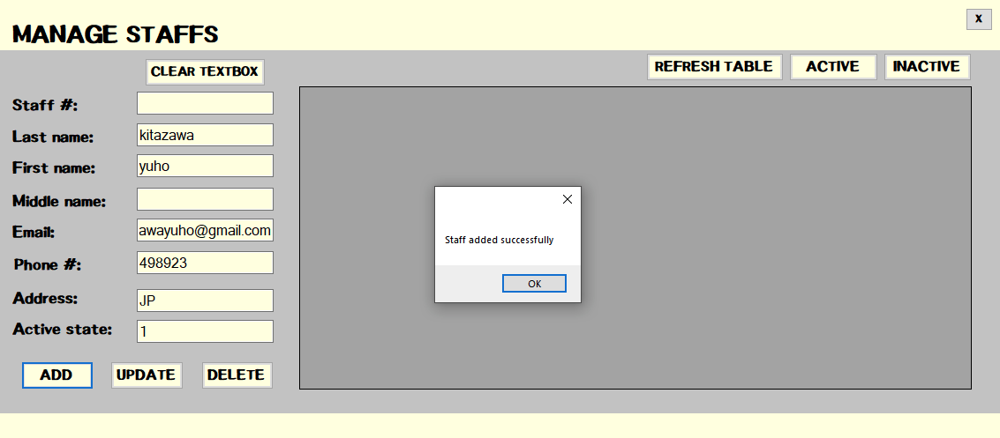 X
MANAGE STAFFS
CLEAR TEXTBOX
REFRESH TABLE
ACTIVE
INACTIVE
Staff #:
Last name: kitazawa
First name: yuho
Middle name:
Email: awayuho@gmail.com
Phone #: 498923
Address: JP
Active state: 1
Staff added successfully
OK
ADD
UPDATE
DELETE